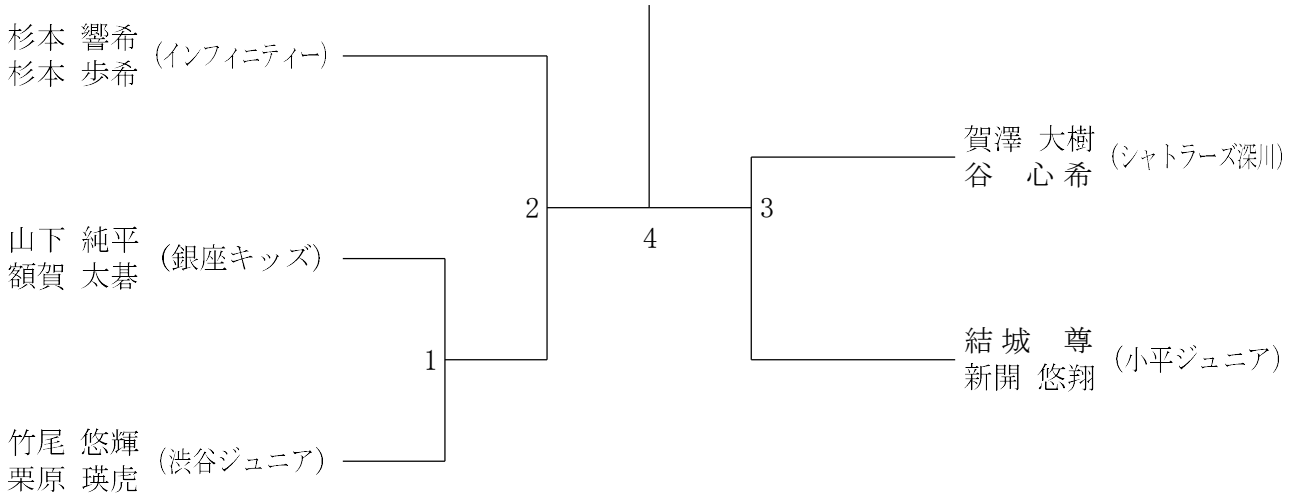 杉本 響希
杉本 歩希
(インフィニティー)
山下 純平
額賀 太碁
(銀座キッズ)
竹尾 悠輝
栗原 瑛虎
(渋谷ジュニア)
1
2
4
3
賀澤 大樹
谷 心希
(シャトラーズ深川)
結城 尊
新開 悠翔
(小平ジュニア)